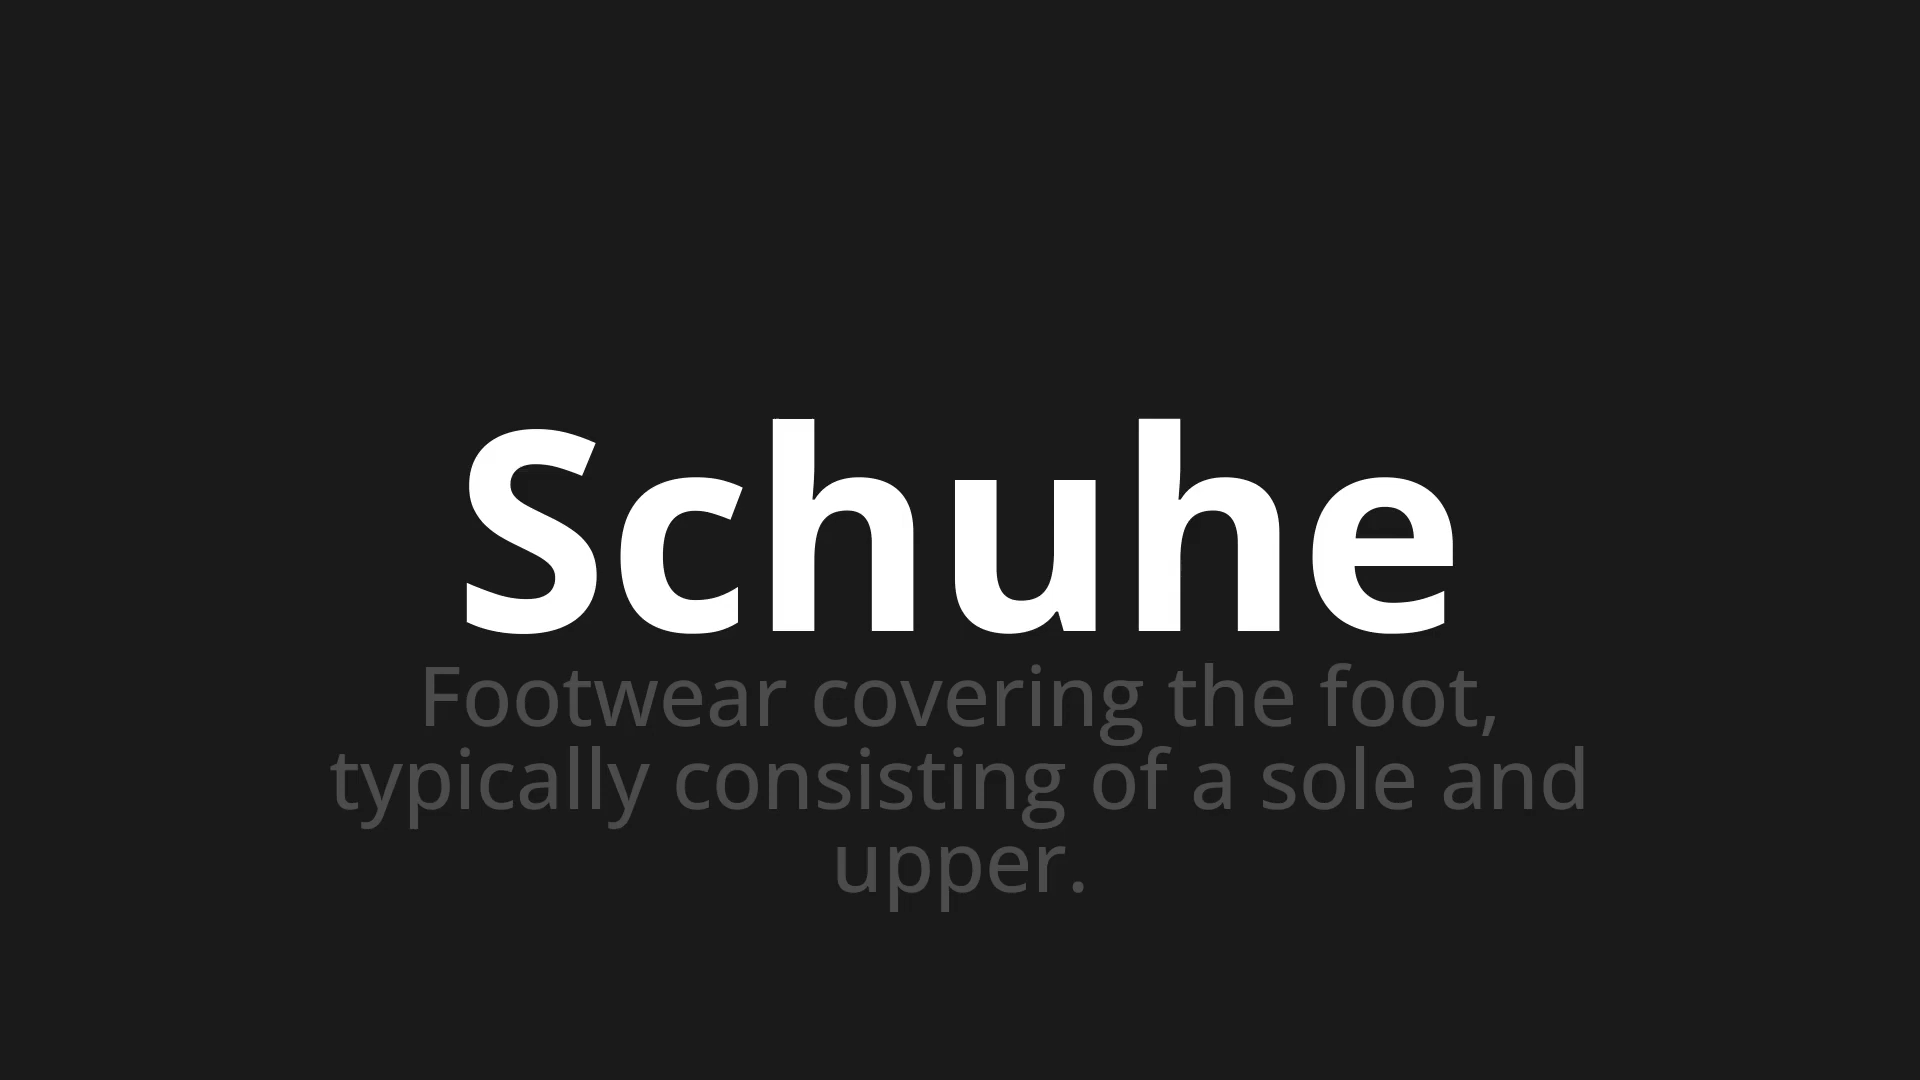 Schuhe
Footwear covering the foot,
typically consisting of a sole and
upper.